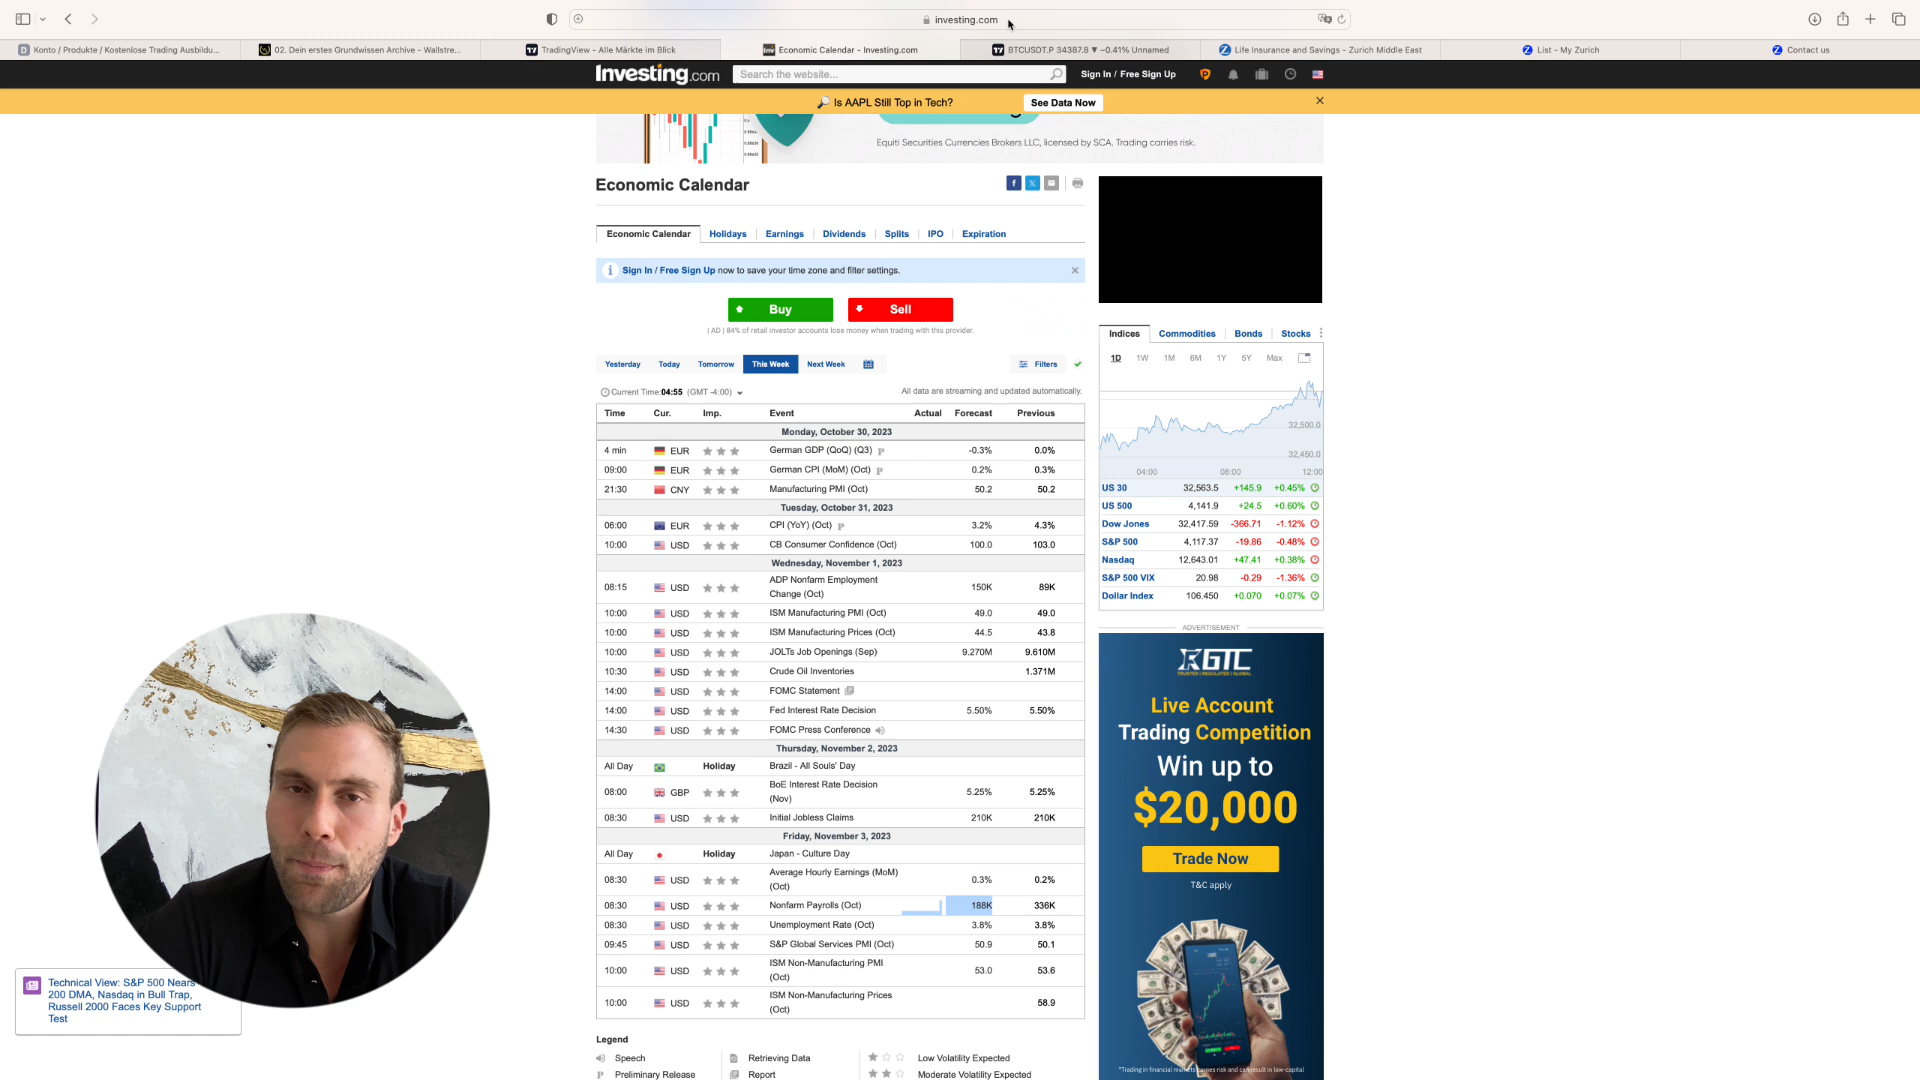 investing.com
Konto / Produkte / Kostenlose Trading Ausbildu...
02. Dein erstes Grundwissen Archive - Wallstre...
TradingView - Alle Märkte im Blick
Economic Calendar - Investing.com
BTCUSDT.P 34387.8 ▼ −0.41% Unnamed
Life Insurance and Savings - Zurich Middle East
List - My Zurich
Contact us
Investing.com
Search the website...
Sign In / Free Sign Up
Is AAPL Still Top in Tech?
See Data Now
Equiti Securities Currencies Brokers LLC, licensed by SCA. Trading carries risk.
Economic Calendar
Economic Calendar Holidays Earnings Dividends Splits IPO Expiration
Sign In / Free Sign Up now to save your time zone and filter settings.
Buy
Sell
| AD | 84% of retail investor accounts lose money when trading with this provider.
Yesterday Today Tomorrow This Week Next Week Filters
Current Time: 04:55 (GMT -4:00)
All data are streaming and updated automatically.
Time Cur. Imp. Event Actual Forecast Previous
Monday, October 30, 2023
4 min EUR German GDP (QoQ) (Q3) P -0.3% 0.0%
09:00 EUR German CPI (MoM) (Oct) P 0.2% 0.3%
21:30 CNY Manufacturing PMI (Oct) 50.2 50.2
Tuesday, October 31, 2023
06:00 EUR CPI (YoY) (Oct) P 3.2% 4.3%
10:00 USD CB Consumer Confidence (Oct) 100.0 103.0
Wednesday, November 1, 2023
08:15 USD ADP Nonfarm Employment
Change (Oct) 150K 89K
10:00 USD ISM Manufacturing PMI (Oct) 49.0 49.0
10:00 USD ISM Manufacturing Prices (Oct) 44.5 43.8
10:00 USD JOLTs Job Openings (Sep) 9.270M 9.610M
10:30 USD Crude Oil Inventories 1.371M
14:00 USD FOMC Statement
14:00 USD Fed Interest Rate Decision 5.50% 5.50%
14:30 USD FOMC Press Conference
Thursday, November 2, 2023
All Day Holiday Brazil - All Souls' Day
08:00 GBP BoE Interest Rate Decision
(Nov) 5.25% 5.25%
08:30 USD Initial Jobless Claims 210K 210K
Friday, November 3, 2023
All Day Holiday Japan - Culture Day
08:30 USD Average Hourly Earnings (MoM)
(Oct) 0.3% 0.2%
08:30 USD Nonfarm Payrolls (Oct) 188K 336K
08:30 USD Unemployment Rate (Oct) 3.8% 3.8%
09:45 USD S&P Global Services PMI (Oct) 50.9 50.1
10:00 USD ISM Non-Manufacturing PMI
(Oct) 53.0 53.6
10:00 USD ISM Non-Manufacturing Prices
(Oct) 58.9
Legend
Speech Retrieving Data Low Volatility Expected
P Preliminary Release Report Moderate Volatility Expected
Indices Commodities Bonds Stocks
1D 1W 1M 6M 1Y 5Y Max
32,500.0
32,450.0
04:00 08:00 12:00
US 30 32,563.5 +145.9 +0.45%
US 500 4,141.9 +24.5 +0.60%
Dow Jones 32,417.59 -366.71 -1.12%
S&P 500 4,117.37 -19.86 -0.48%
Nasdaq 12,643.01 +47.41 +0.38%
S&P 500 VIX 20.98 -0.29 -1.36%
Dollar Index 106.450 +0.070 +0.07%
ADVERTISEMENT
GTC
TRUSTED | REGULATED | GLOBAL
Live Account
Trading Competition
Win up to
$20,000
Trade Now
T&C apply
*Trading in financial markets carries risk and can result in low-capital
Technical View: S&P 500 Nears
200 DMA, Nasdaq in Bull Trap,
Russell 2000 Faces Key Support
Test